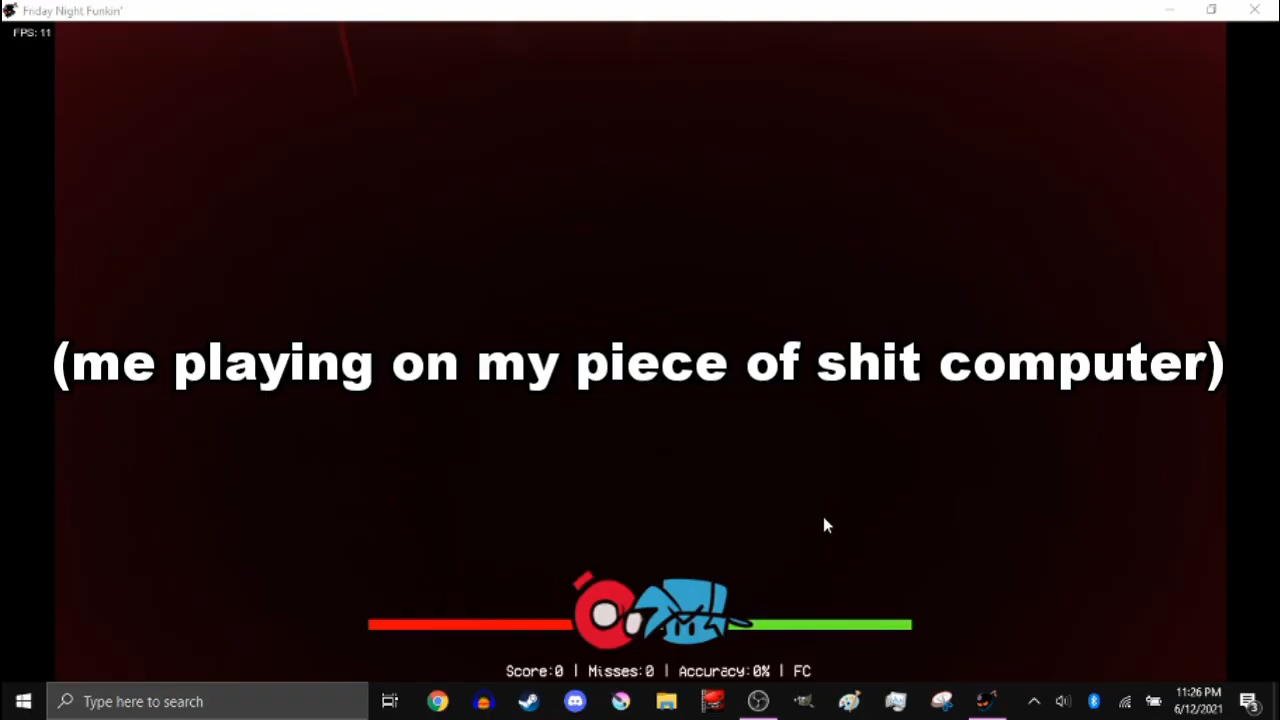 Friday Night Funkin'
FPS: 11
(me playing on my piece of shit computer)
Score:0 | Misses:0 | Accuracy:0% | FC
Type here to search
11:26 PM
6/12/2021
3